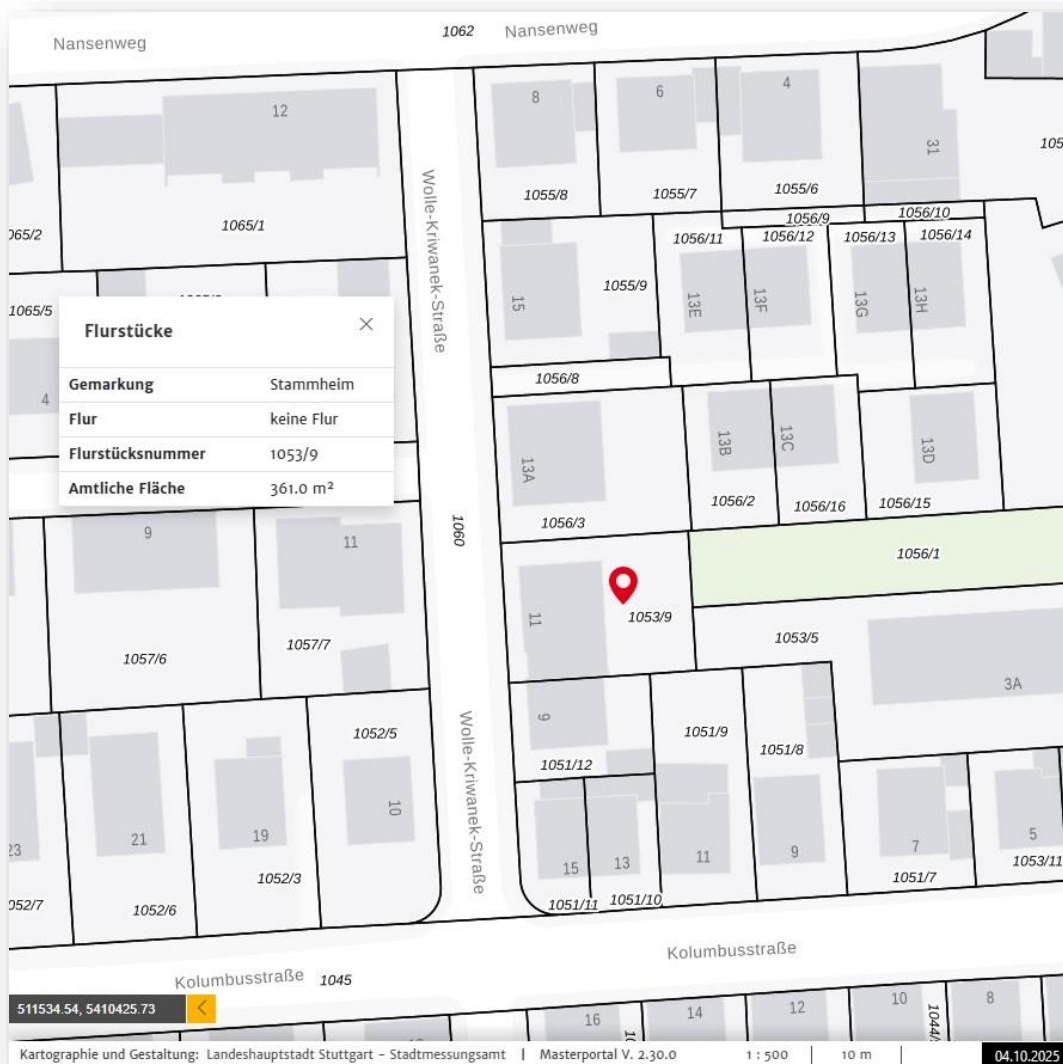 Nansenweg
1062
Nansenweg
12
8
6
4
31
1055/8
1055/7
1055/6
1056/9
1056/10
1065/2
1065/1
1056/11
1056/12
1056/13
1056/14
Wolle-Kriwanek-Straße
1055/9
15
13E
13F
13G
13H
1065/5
4
Flurstücke
Gemarkung Stammheim
Flur keine Flur
Flurstücksnummer 1053/9
Amtliche Fläche 361.0 m²
1056/8
13A
13B
13C
13D
1056/3
1056/2
1056/16
1056/15
9
11
1060
1056/1
11
1053/9
1053/5
1057/6
1057/7
3A
1052/5
9
1051/9
1051/8
1051/12
Wolle-Kriwanek-Straße
23
21
19
10
15
13
11
9
7
5
1053/11
1052/7
1052/6
1052/3
1051/11
1051/10
1051/7
Kolumbusstraße
1045
Kolumbusstraße
16
14
12
10
8
511534.54, 5410425.73
Kartographie und Gestaltung: Landeshauptstadt Stuttgart – Stadtmessungsamt | Masterportal V. 2.30.0
1 : 500
10 m
04.10.2025